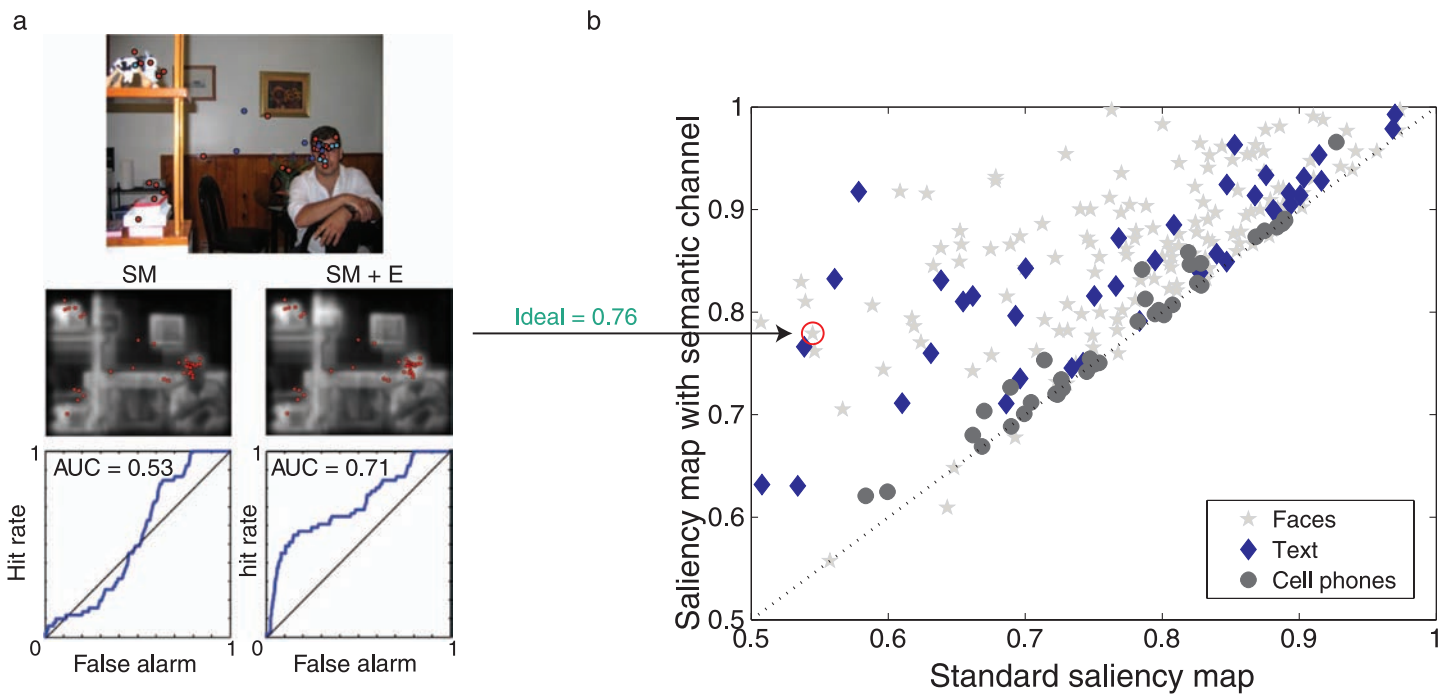 a
SM
SM + E
1
AUC = 0.53
Hit rate
0
1
False alarm
1
AUC = 0.71
hit rate
0
1
False alarm
Ideal = 0.76
b
Saliency map with semantic channel
1
0.9
0.8
0.7
0.6
0.5
0.5
0.6
0.7
0.8
0.9
1
Standard saliency map
Faces
Text
Cell phones